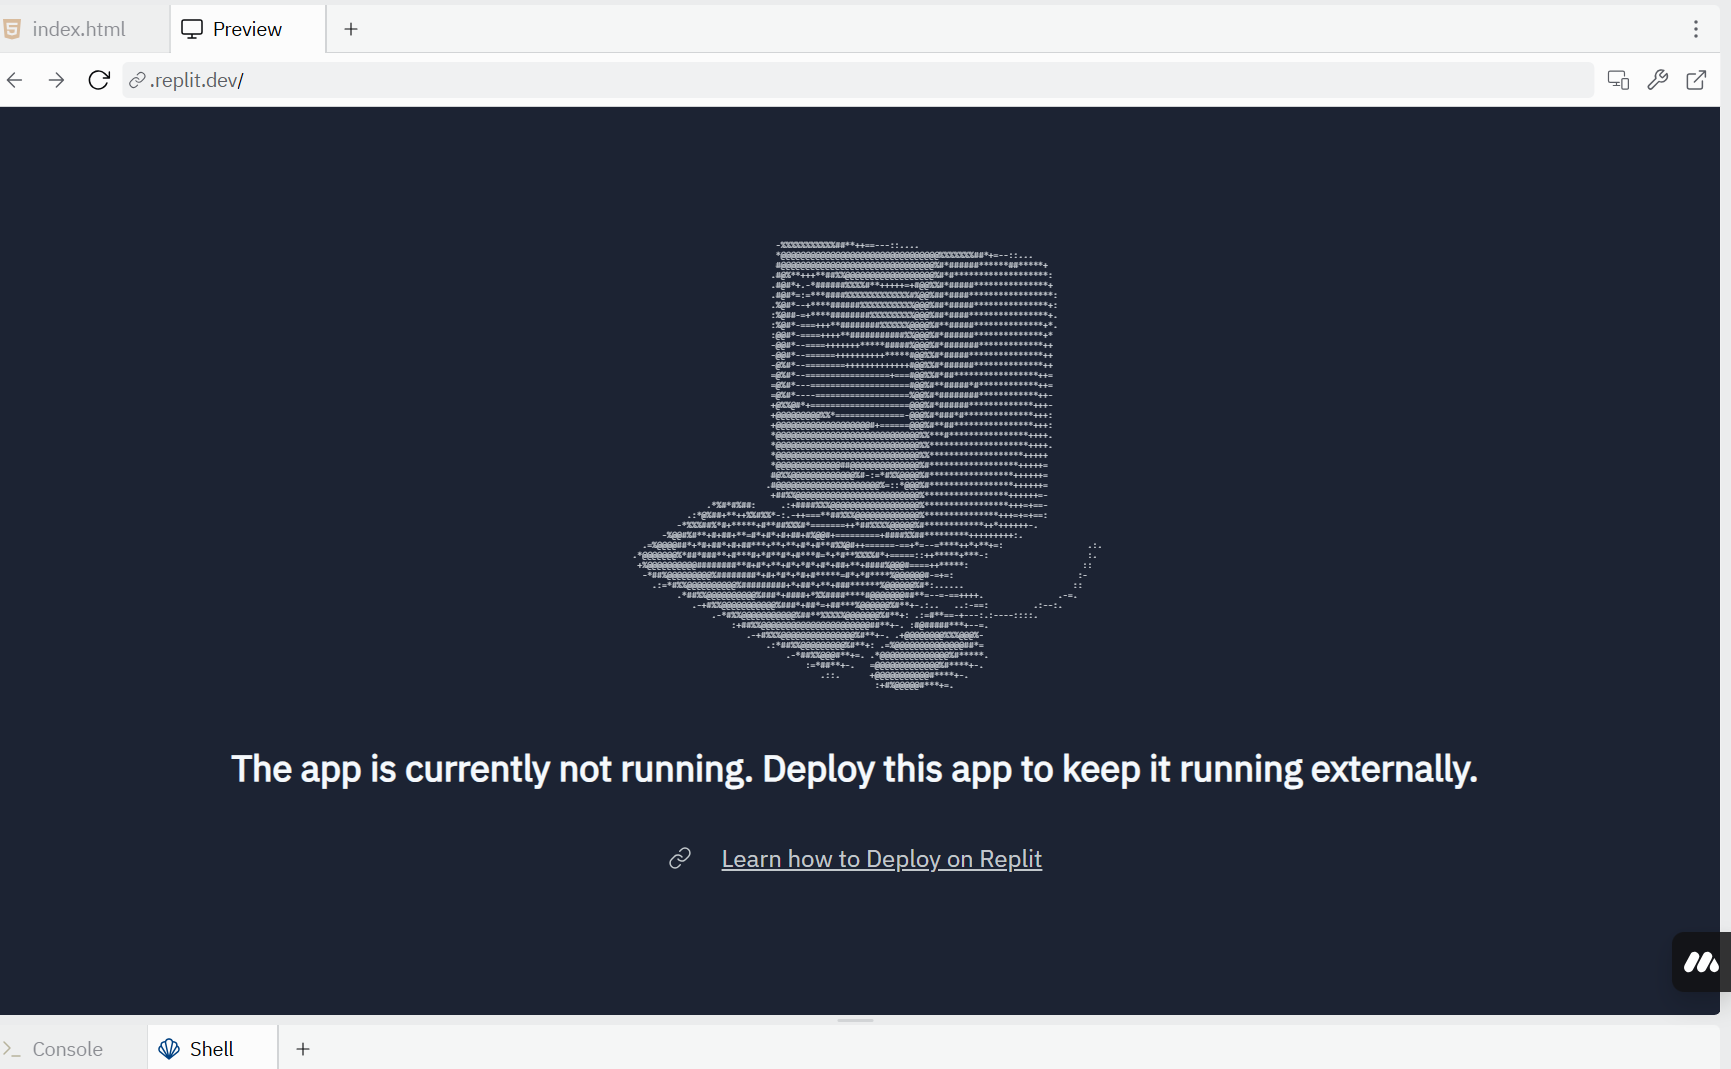 index.html
Preview
.replit.dev/
The app is currently not running. Deploy this app to keep it running externally.
Learn how to Deploy on Replit
Console
Shell